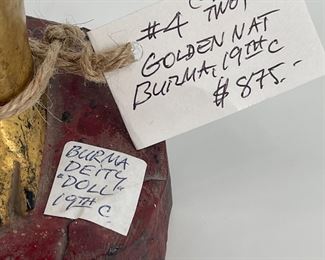 #4 TWO
GOLDEN NAT
BURMA, 19TH C
$875.-
BURMA
DEITY
"DOLL"
19TH C.